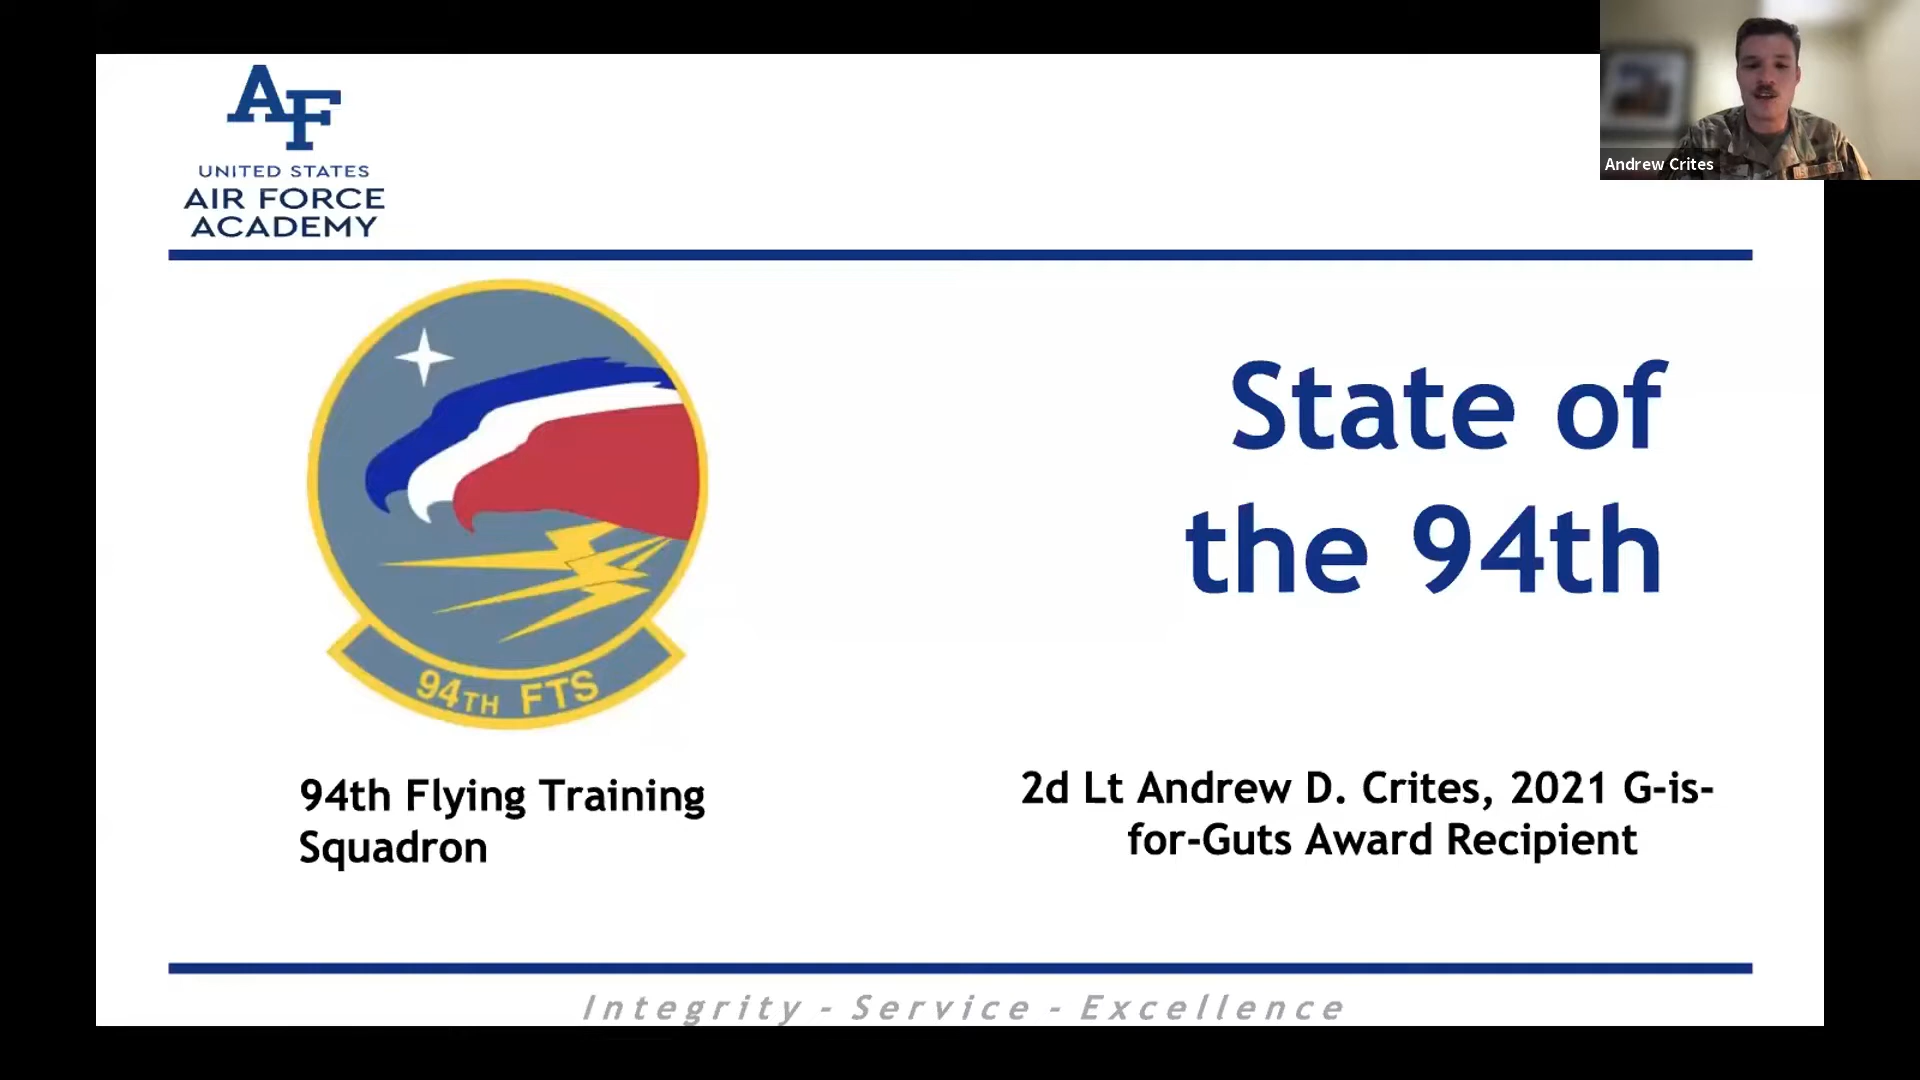 Andrew Crites
AF
UNITED STATES
AIR FORCE
ACADEMY
State of
the 94th
94TH FTS
94th Flying Training
Squadron
2d Lt Andrew D. Crites, 2021 G-is-
for-Guts Award Recipient
Integrity - Service - Excellence